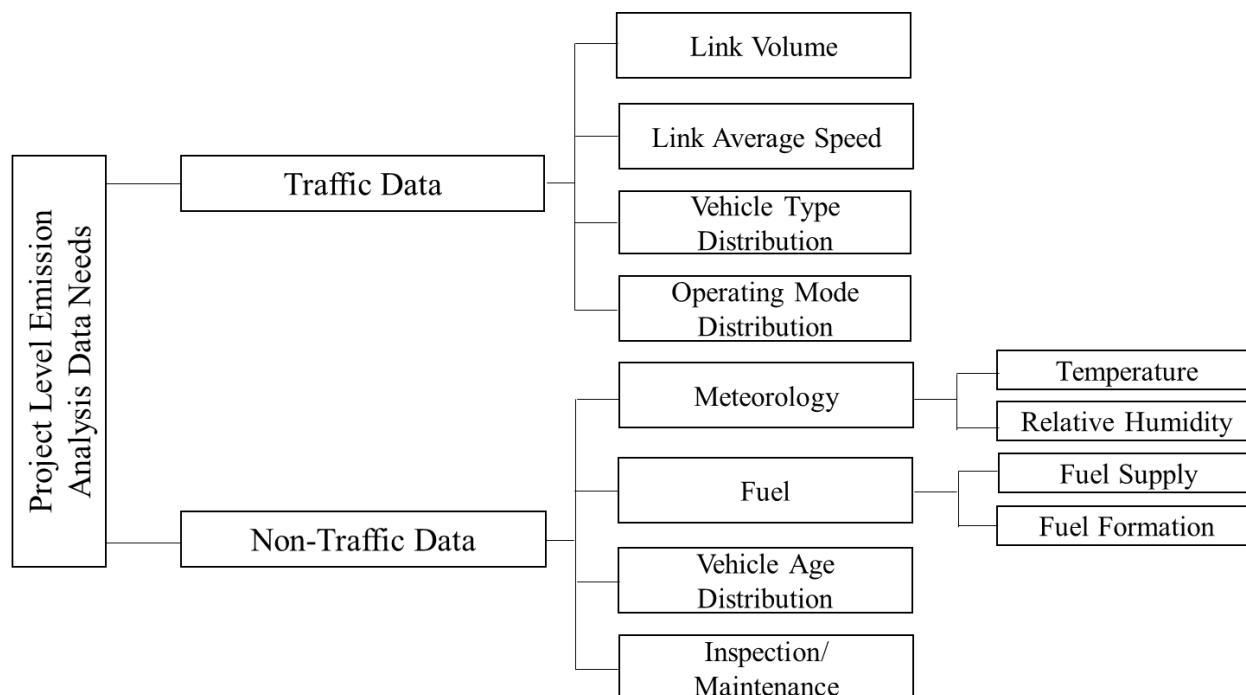 Project Level Emission
Analysis Data Needs
Traffic Data
Link Volume
Link Average Speed
Vehicle Type
Distribution
Operating Mode
Distribution
Non-Traffic Data
Meteorology
Temperature
Relative Humidity
Fuel
Fuel Supply
Fuel Formation
Vehicle Age
Distribution
Inspection/
Maintenance